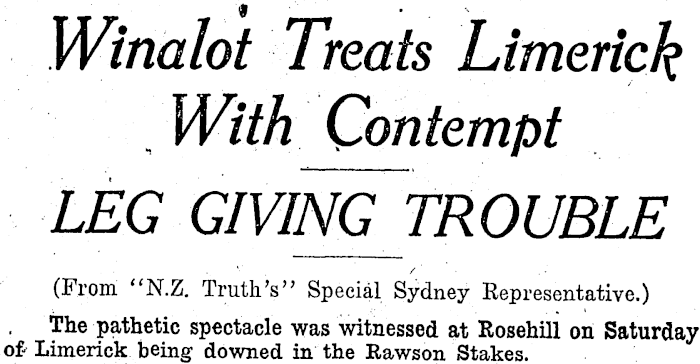 Winalot Treats Limerick
With Contempt
LEG GIVING TROUBLE
(From "N.Z. Truth's" Special Sydney Representative.)
The pathetic spectacle was witnessed at Rosehill on Saturday
of Limerick being downed in the Rawson Stakes.